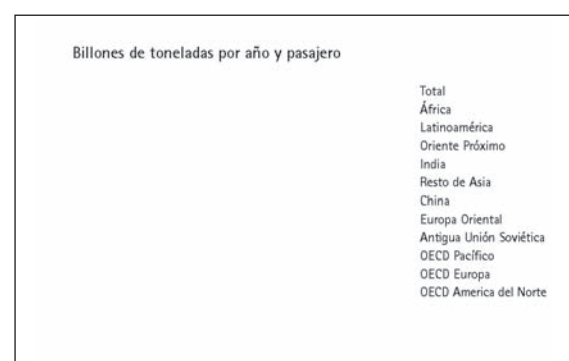 Billones de toneladas por año y pasajero
Total
África
Latinoamérica
Oriente Próximo
India
Resto de Asia
China
Europa Oriental
Antigua Unión Soviética
OECD Pacífico
OECD Europa
OECD America del Norte